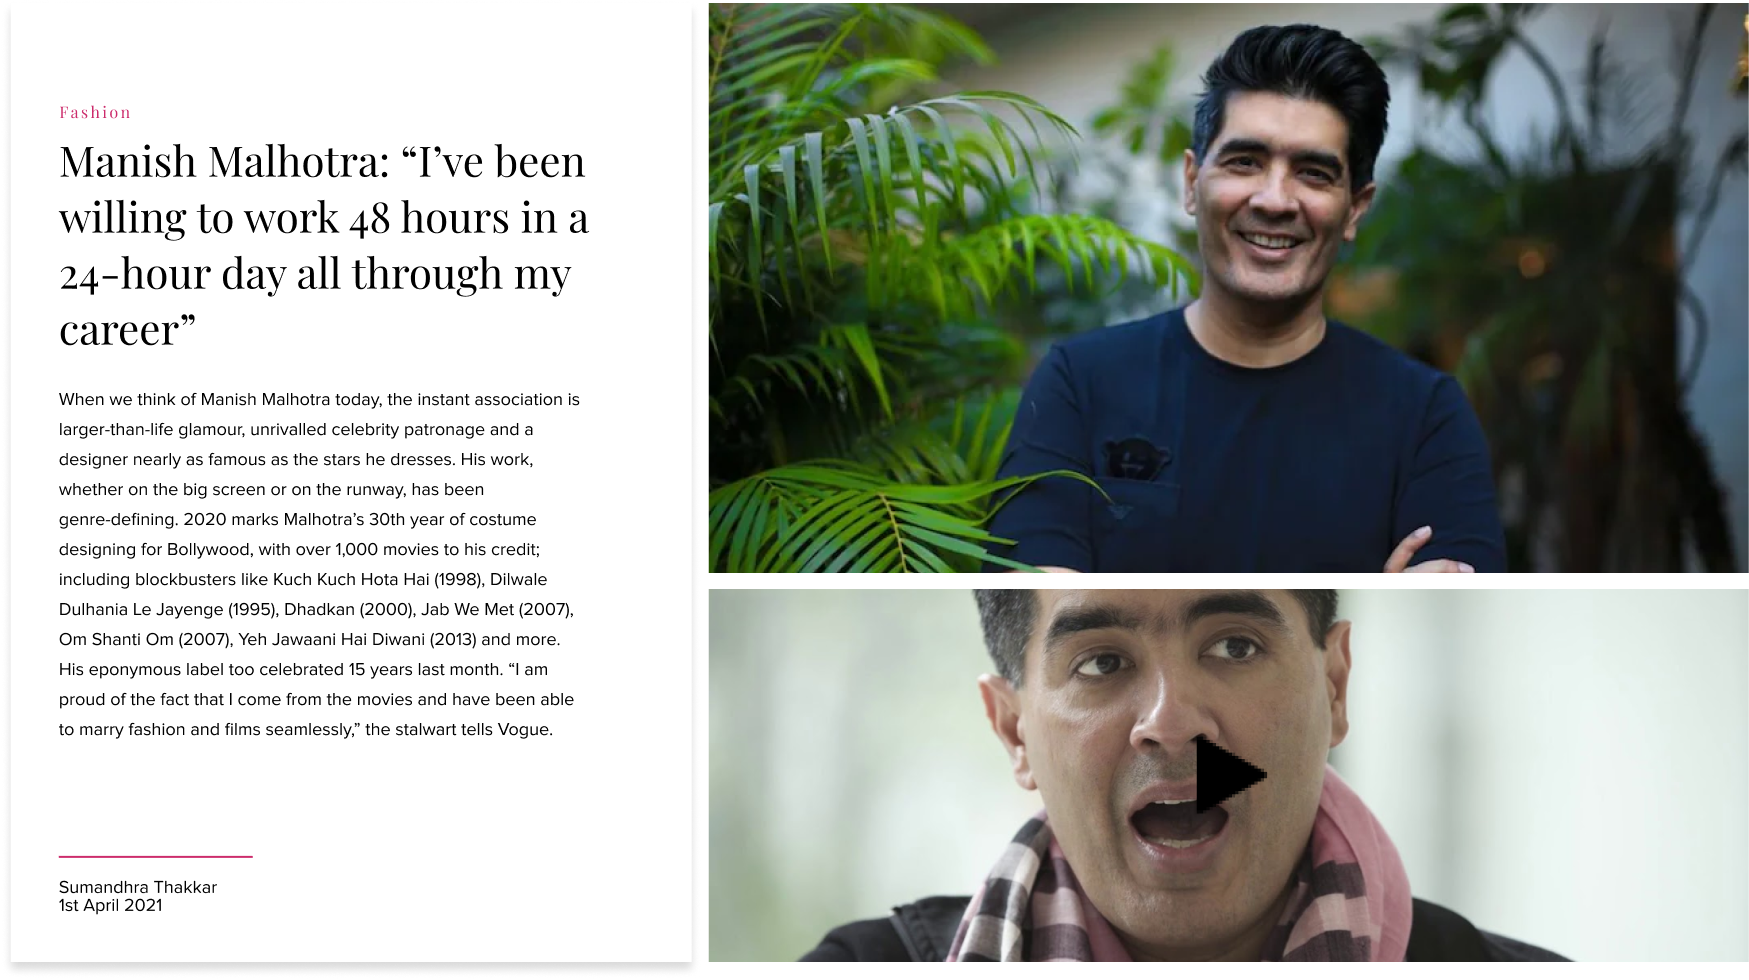 Fashion
Manish Malhotra: “I’ve been
willing to work 48 hours in a
24-hour day all through my
career”
When we think of Manish Malhotra today, the instant association is
larger-than-life glamour, unrivalled celebrity patronage and a
designer nearly as famous as the stars he dresses. His work,
whether on the big screen or on the runway, has been
genre-defining. 2020 marks Malhotra’s 30th year of costume
designing for Bollywood, with over 1,000 movies to his credit;
including blockbusters like Kuch Kuch Hota Hai (1998), Dilwale
Dulhania Le Jayenge (1995), Dhadkan (2000), Jab We Met (2007),
Om Shanti Om (2007), Yeh Jawaani Hai Diwani (2013) and more.
His eponymous label too celebrated 15 years last month. “I am
proud of the fact that I come from the movies and have been able
to marry fashion and films seamlessly,” the stalwart tells Vogue.
Sumandhra Thakkar
1st April 2021